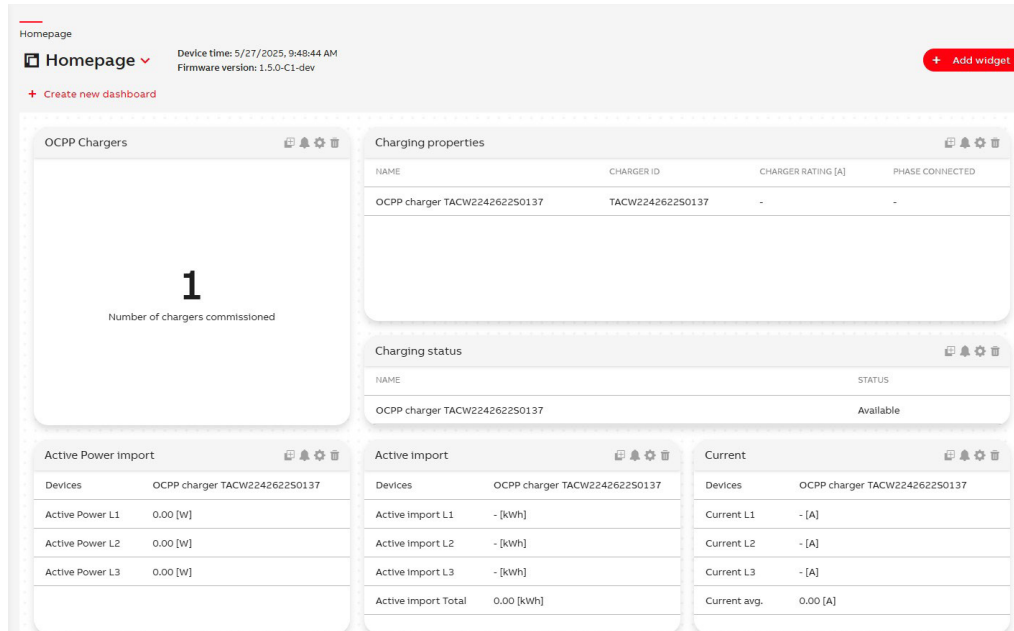 Homepage
Homepage
Device time: 5/27/2025, 9:48:44 AM
Firmware version: 1.5.0-C1-dev
+ Add widget
+ Create new dashboard
OCPP Chargers
1
Number of chargers commissioned
Charging properties
NAME CHARGER ID CHARGER RATING [A] PHASE CONNECTED
OCPP charger TACW2242622S0137 TACW2242622S0137 - -
Charging status
NAME STATUS
OCPP charger TACW2242622S0137 Available
Active Power import
Devices OCPP charger TACW2242622S0137
Active Power L1 0.00 [W]
Active Power L2 0.00 [W]
Active Power L3 0.00 [W]
Active import
Devices OCPP charger TACW2242622S0137
Active import L1 - [kWh]
Active import L2 - [kWh]
Active import L3 - [kWh]
Active import Total 0.00 [kWh]
Current
Devices OCPP charger TACW2242622S0137
Current L1 - [A]
Current L2 - [A]
Current L3 - [A]
Current avg. 0.00 [A]